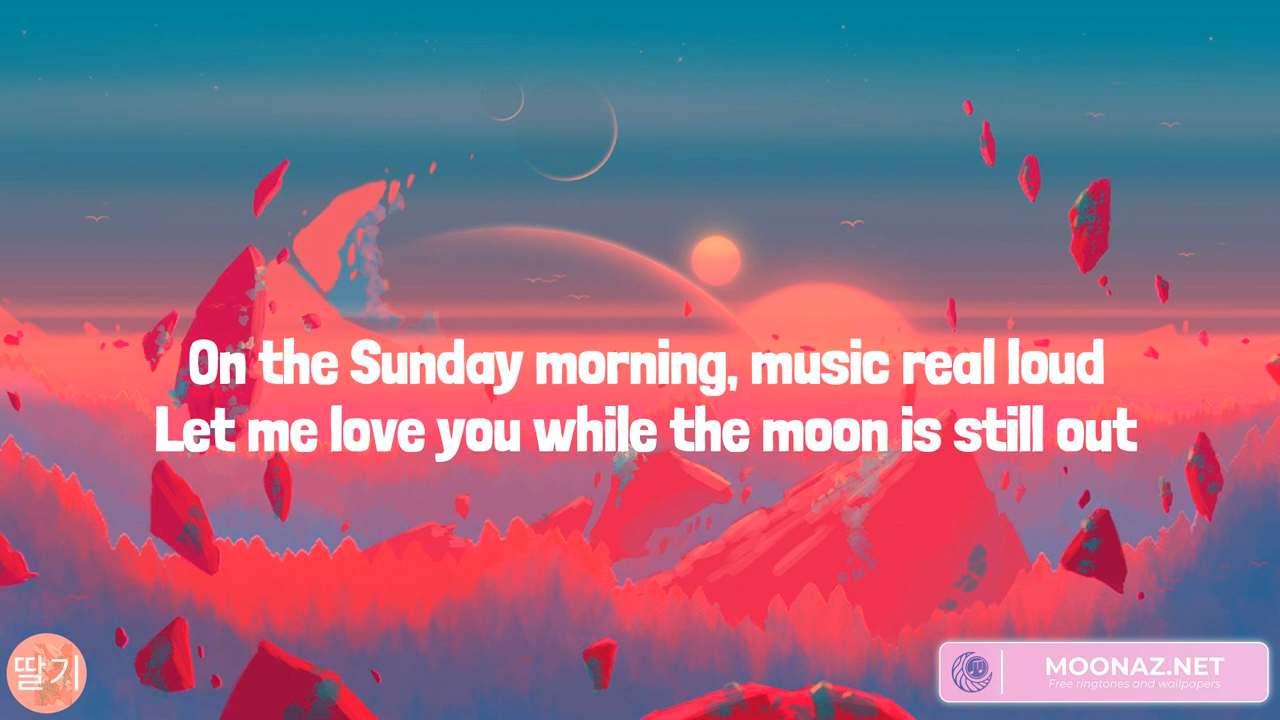 On the Sunday morning, music real loud
Let me love you while the moon is still out
딸기
MOONAZ.NET
Free ringtones and wallpapers